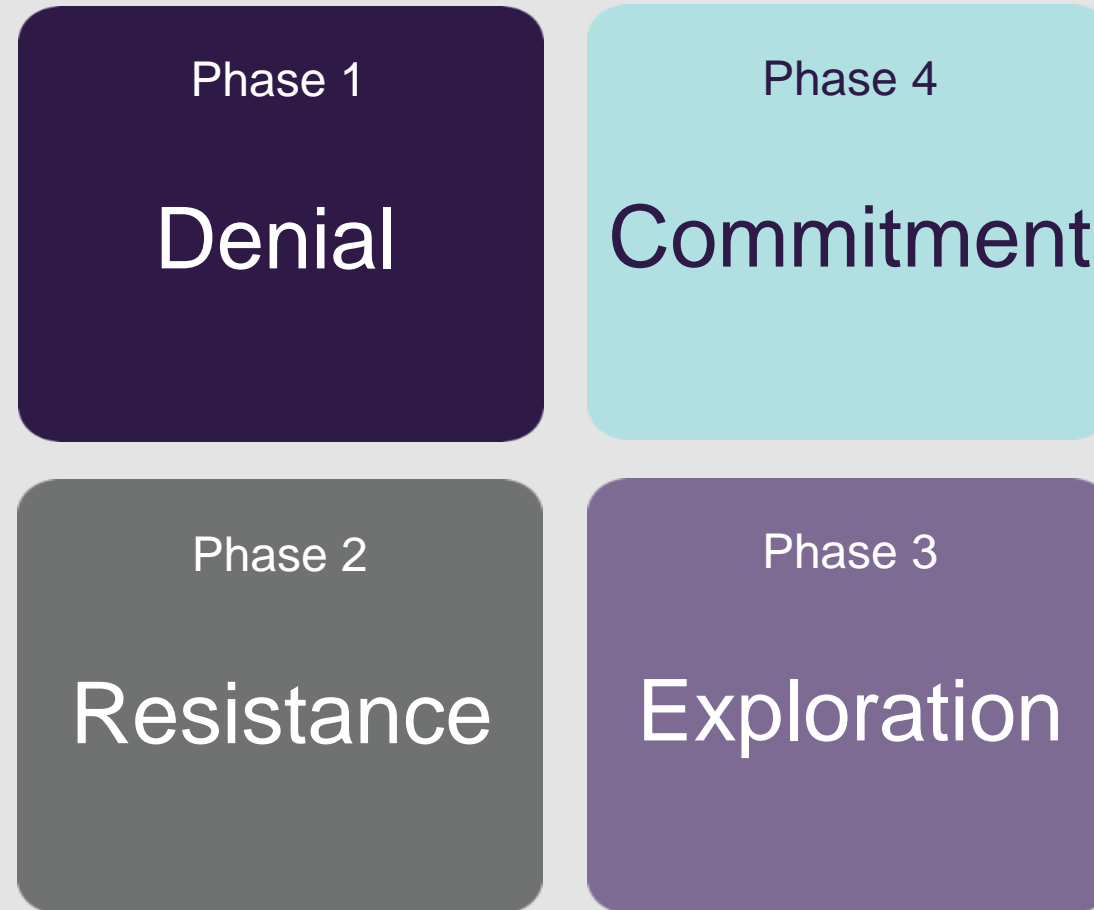 Phase 1
Denial
Phase 4
Commitment
Phase 2
Resistance
Phase 3
Exploration